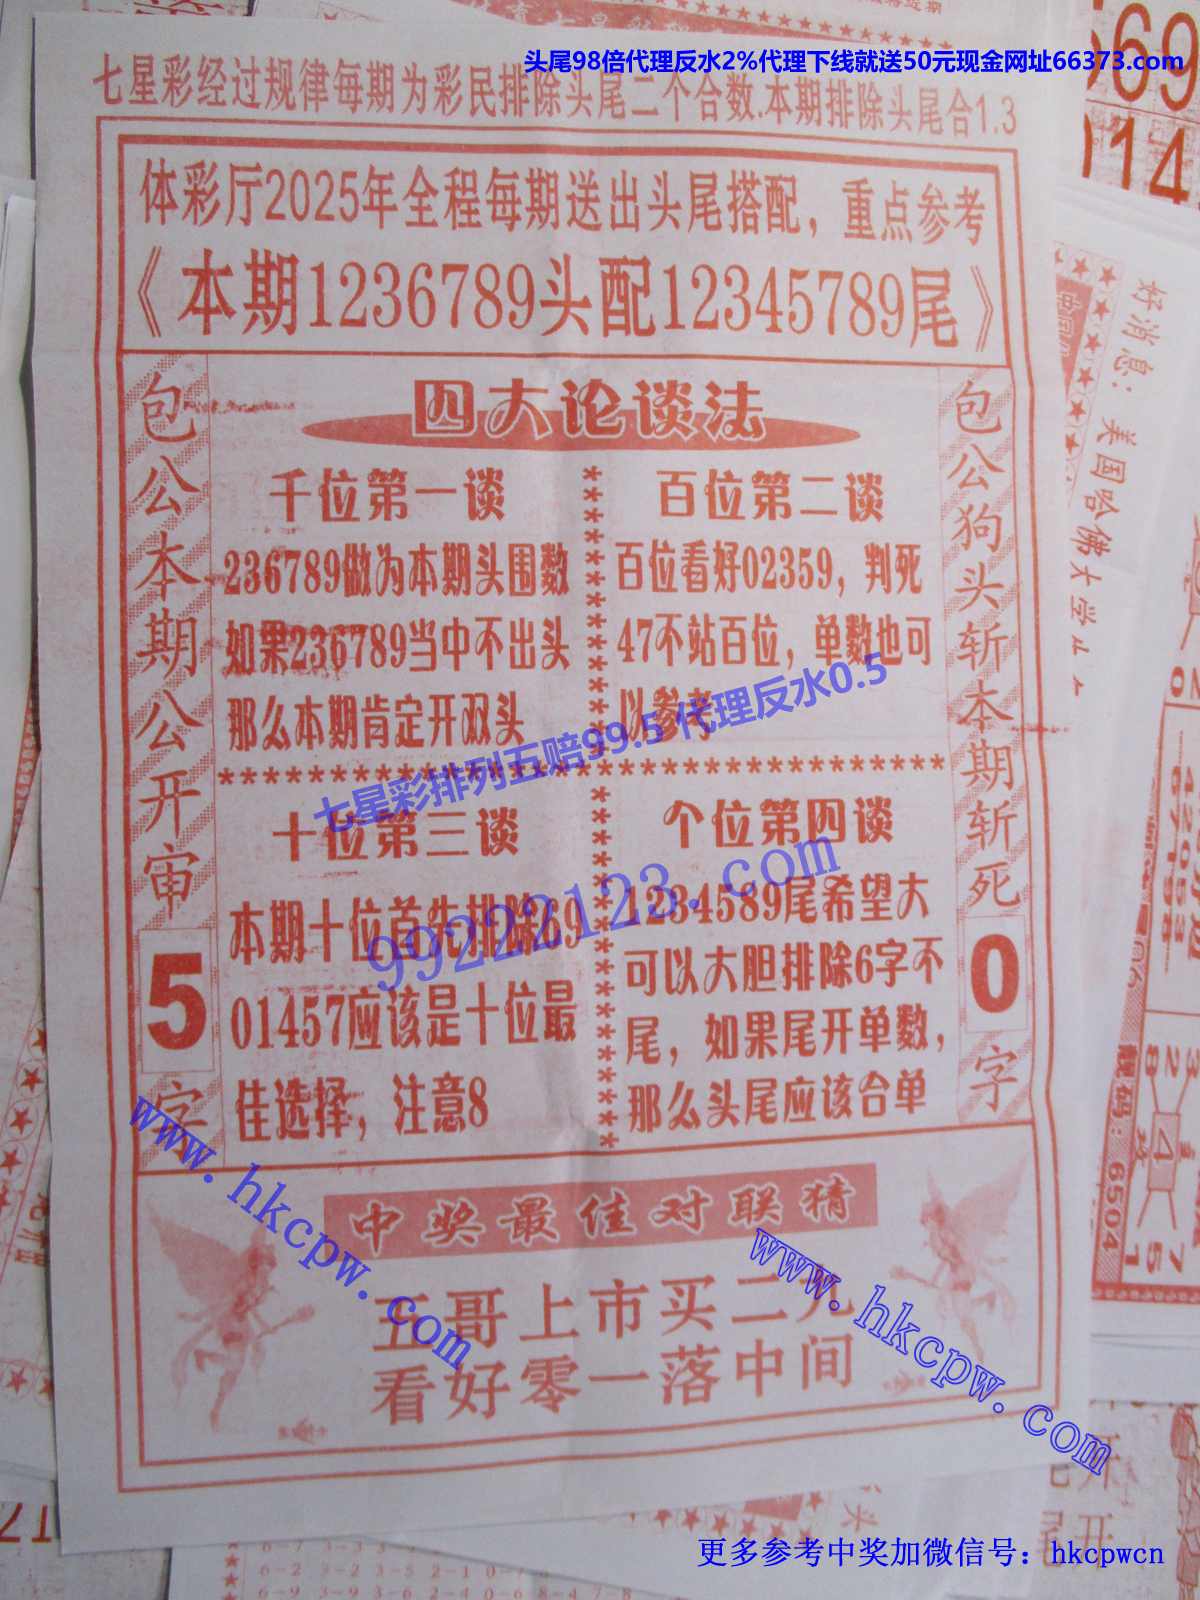 头尾98倍代理反水2%代理下线就送50元现金网址66373.com
七星彩经过规律每期为彩民排除头尾二个合数.本期排除头尾合1.3
体彩厅2025年全程每期送出头尾搭配，重点参考
《本期1236789头配12345789尾》
包公本期公开审5字
四大论谈法
千位第一谈
236789做为本期头围数
如果236789当中不出头
那么本期肯定开双头
百位第二谈
百位看好02359，判死
47不站百位，单数也可
以参考
七星彩排列五赔99.5 代理反水0.5
十位第三谈
本期十位首先排除69
01457应该是十位最
佳选择，注意8
个位第四谈
1234589尾希望大
可以大胆排除6字不
尾，如果尾开单数，
那么头尾应该合单
99222123.com
包公狗头斩本期斩死0字
中奖最佳对联猜
五哥上市买二九
看好零一落中间
www.hkcpw.com
www.hkcpw.com
好消息：美国哈佛大学
69
014
6504
更多参考中奖加微信号：hkcpwcn